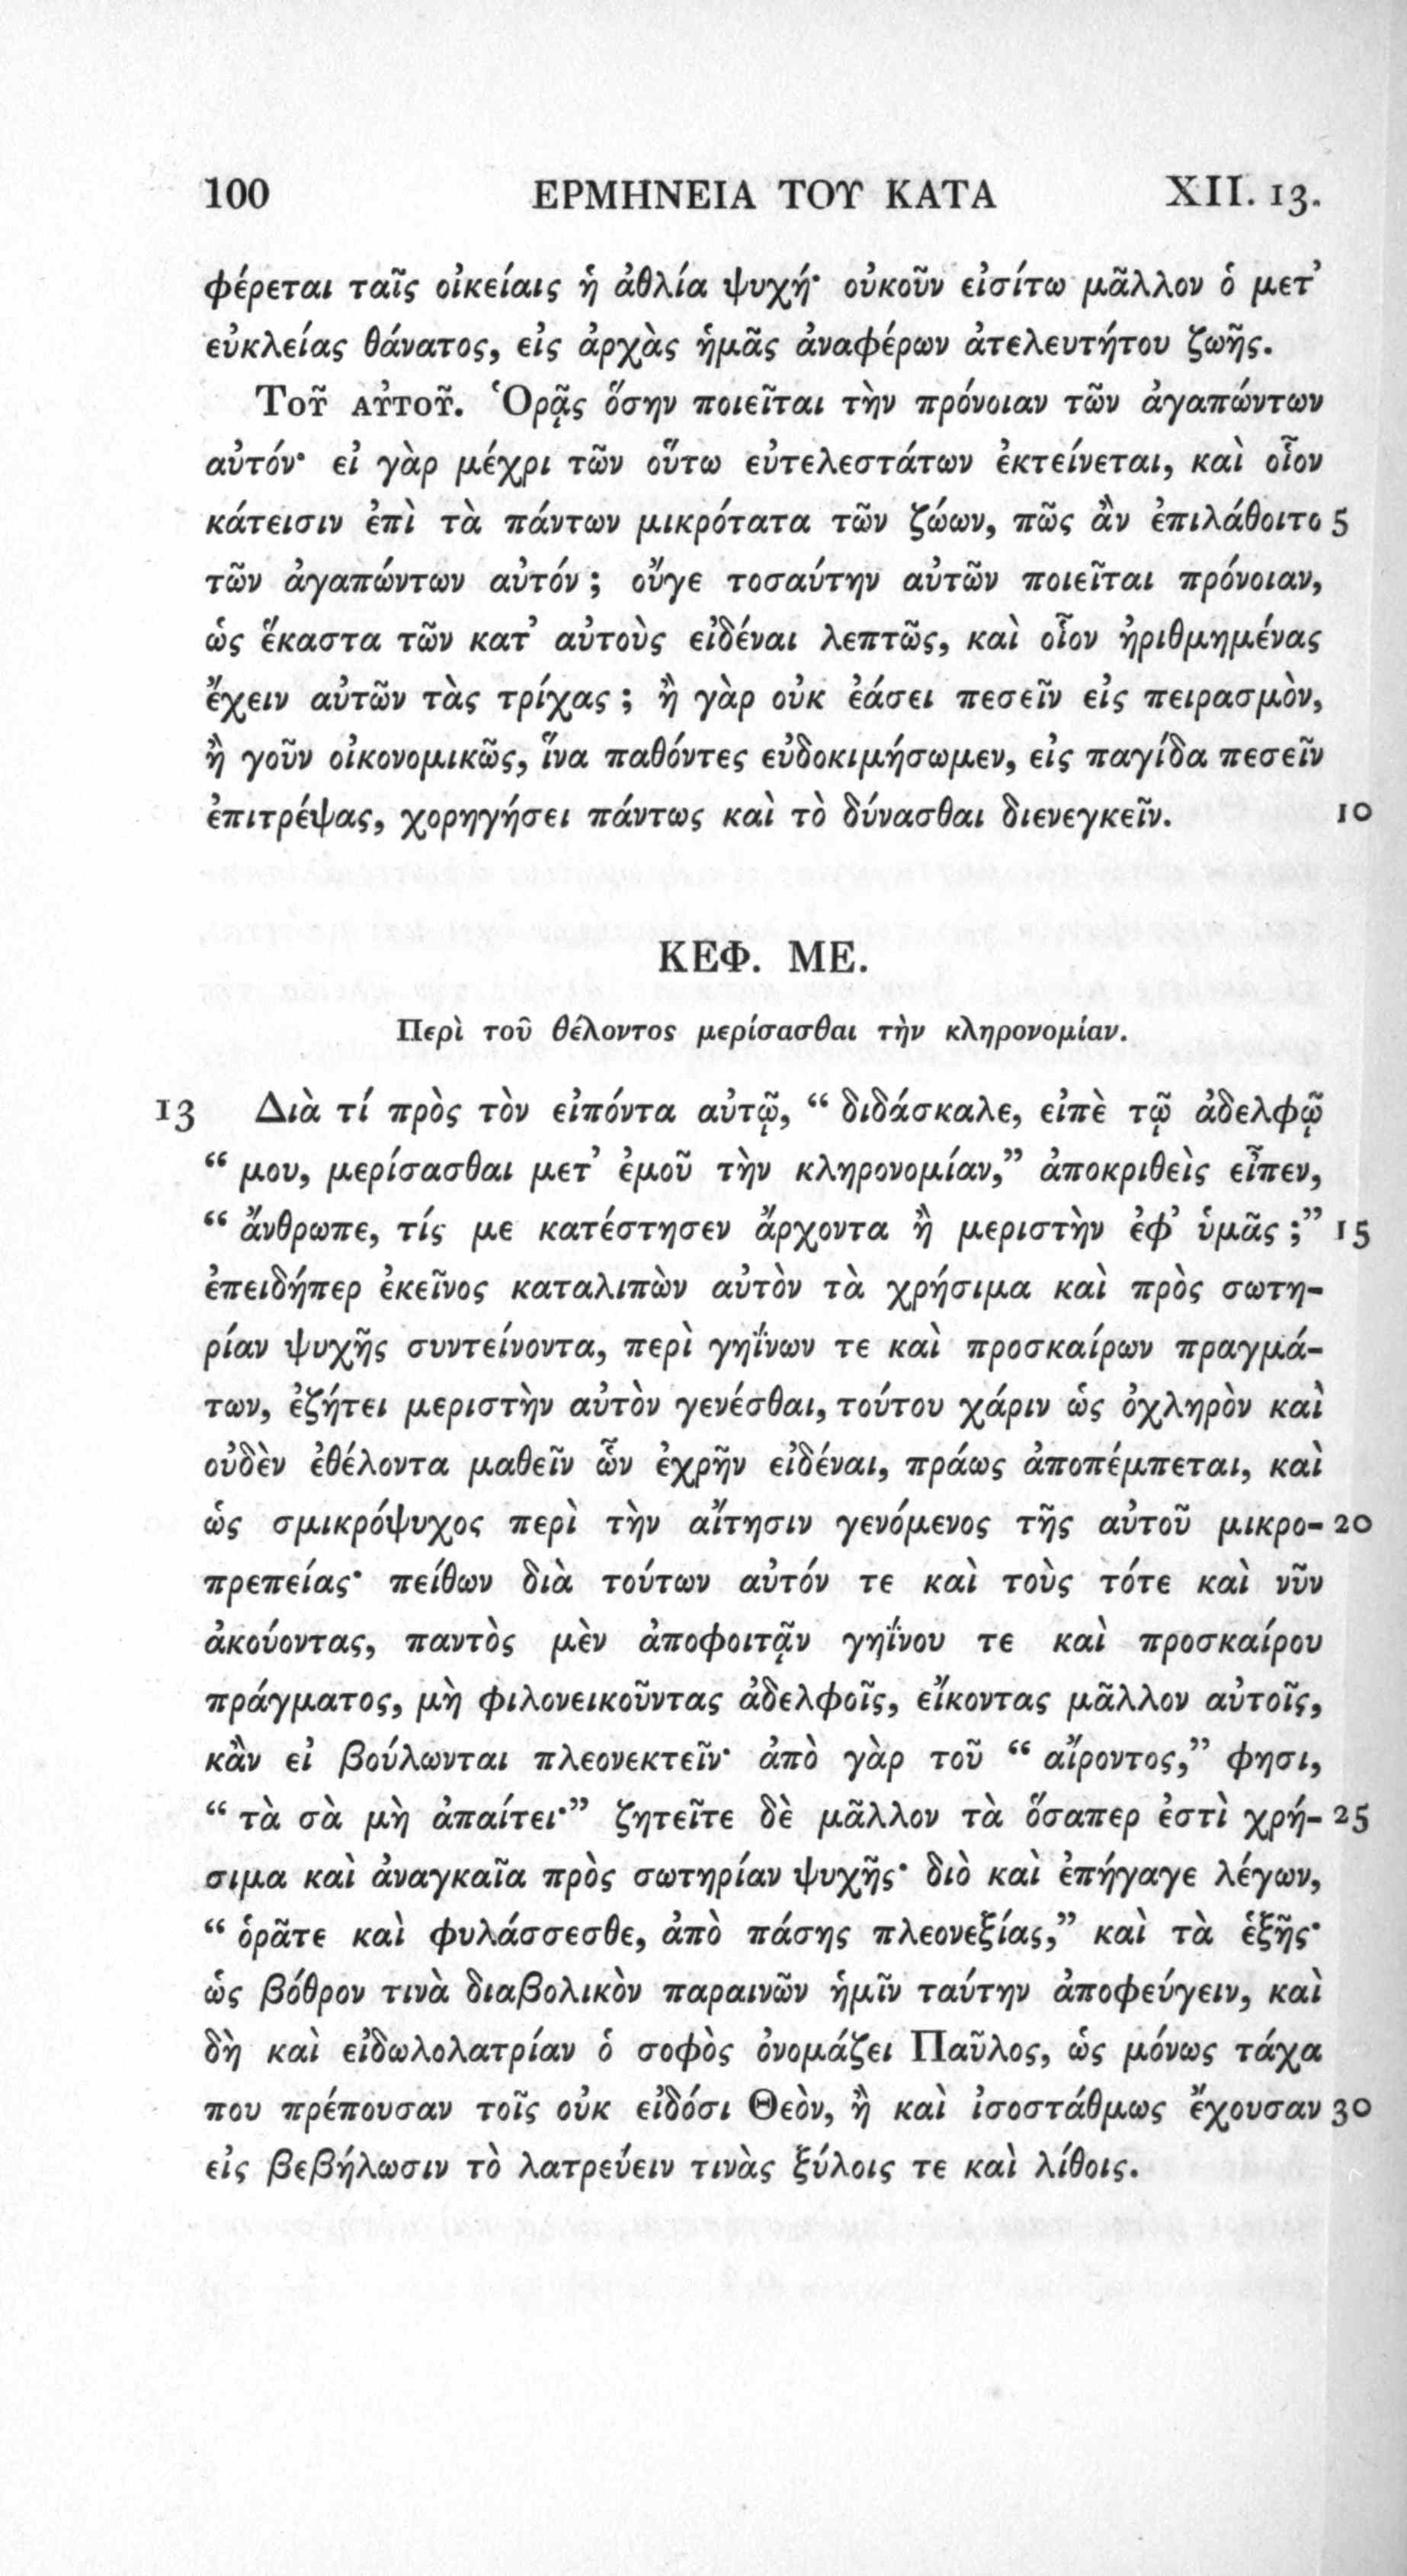 100 ΕΡΜΗΝΕΙΑ ΤΟΥ ΚΑΤΑ XII. 13.
φέρεται ταῖς οἰκείαις ἡ ἀθλία ψυχή· οὐκοῦν εἰσίτω μᾶλλον ὁ μετ’
εὐκλείας θάνατος, εἰς ἀρχὰς ἡμᾶς ἀναφέρων ἀτελευτήτου ζωῆς.
Τοῦ αὐτοῦ. Ὁρᾷς ὅσην ποιεῖται τὴν πρόνοιαν τῶν ἀγαπώντων
αὐτόν· εἰ γὰρ μέχρι τῶν οὕτω εὐτελεστάτων ἐκτείνεται, καὶ οἷον
κάτεισιν ἐπὶ τὰ πάντων μικρότατα τῶν ζώων, πῶς ἂν ἐπιλάθοιτο 5
τῶν ἀγαπώντων αὐτόν ; οὔγε τοσαύτην αὐτῶν ποιεῖται πρόνοιαν,
ὡς ἕκαστα τῶν κατ’ αὐτοὺς εἰδέναι λεπτῶς, καὶ οἷον ἠριθμημένας
ἔχειν αὐτῶν τὰς τρίχας ; ἢ γὰρ οὐκ ἐάσει πεσεῖν εἰς πειρασμὸν,
ἢ γοῦν οἰκονομικῶς, ἵνα παθόντες εὐδοκιμήσωμεν, εἰς παγίδα πεσεῖν
ἐπιτρέψας, χορηγήσει πάντως καὶ τὸ δύνασθαι διενεγκεῖν. 10
ΚΕΦ. ΜΕ.
Περὶ τοῦ θέλοντος μερίσασθαι τὴν κληρονομίαν.
13 Διὰ τί πρὸς τὸν εἰπόντα αὐτῷ, “ διδάσκαλε, εἰπὲ τῷ ἀδελφῷ
“ μου, μερίσασθαι μετ’ ἐμοῦ τὴν κληρονομίαν,” ἀποκριθεὶς εἶπεν,
“ ἄνθρωπε, τίς με κατέστησεν ἄρχοντα ἢ μεριστὴν ἐφ’ ὑμᾶς ;” 15
ἐπειδήπερ ἐκεῖνος καταλιπὼν αὐτὸν τὰ χρήσιμα καὶ πρὸς σωτη-
ρίαν ψυχῆς συντείνοντα, περὶ γηΐνων τε καὶ προσκαίρων πραγμά-
των, ἐζήτει μεριστὴν αὐτὸν γενέσθαι, τούτου χάριν ὡς ὀχληρὸν καὶ
οὐδὲν ἐθέλοντα μαθεῖν ὧν ἐχρῆν εἰδέναι, πράως ἀποπέμπεται, καὶ
ὡς σμικρόψυχος περὶ τὴν αἴτησιν γενόμενος τῆς αὐτοῦ μικρο- 20
πρεπείας· πείθων διὰ τούτων αὐτόν τε καὶ τοὺς τότε καὶ νῦν
ἀκούοντας, παντὸς μὲν ἀποφοιτᾷν γηΐνου τε καὶ προσκαίρου
πράγματος, μὴ φιλονεικοῦντας ἀδελφοῖς, εἴκοντας μᾶλλον αὐτοῖς,
κἂν εἰ βούλωνται πλεονεκτεῖν· ἀπὸ γὰρ τοῦ “ αἴροντος,” φησι,
“ τὰ σὰ μὴ ἀπαίτει·” ζητεῖτε δὲ μᾶλλον τὰ ὅσαπερ ἐστὶ χρή- 25
σιμα καὶ ἀναγκαῖα πρὸς σωτηρίαν ψυχῆς· διὸ καὶ ἐπήγαγε λέγων,
“ ὁρᾶτε καὶ φυλάσσεσθε, ἀπὸ πάσης πλεονεξίας,” καὶ τὰ ἑξῆς·
ὡς βόθρον τινὰ διαβολικὸν παραινῶν ἡμῖν ταύτην ἀποφεύγειν, καὶ
δὴ καὶ εἰδωλολατρίαν ὁ σοφὸς ὀνομάζει Παῦλος, ὡς μόνως τάχα
που πρέπουσαν τοῖς οὐκ εἰδόσι Θεὸν, ἢ καὶ ἰσοστάθμως ἔχουσαν 30
εἰς βεβήλωσιν τὸ λατρεύειν τινὰς ξύλοις τε καὶ λίθοις.